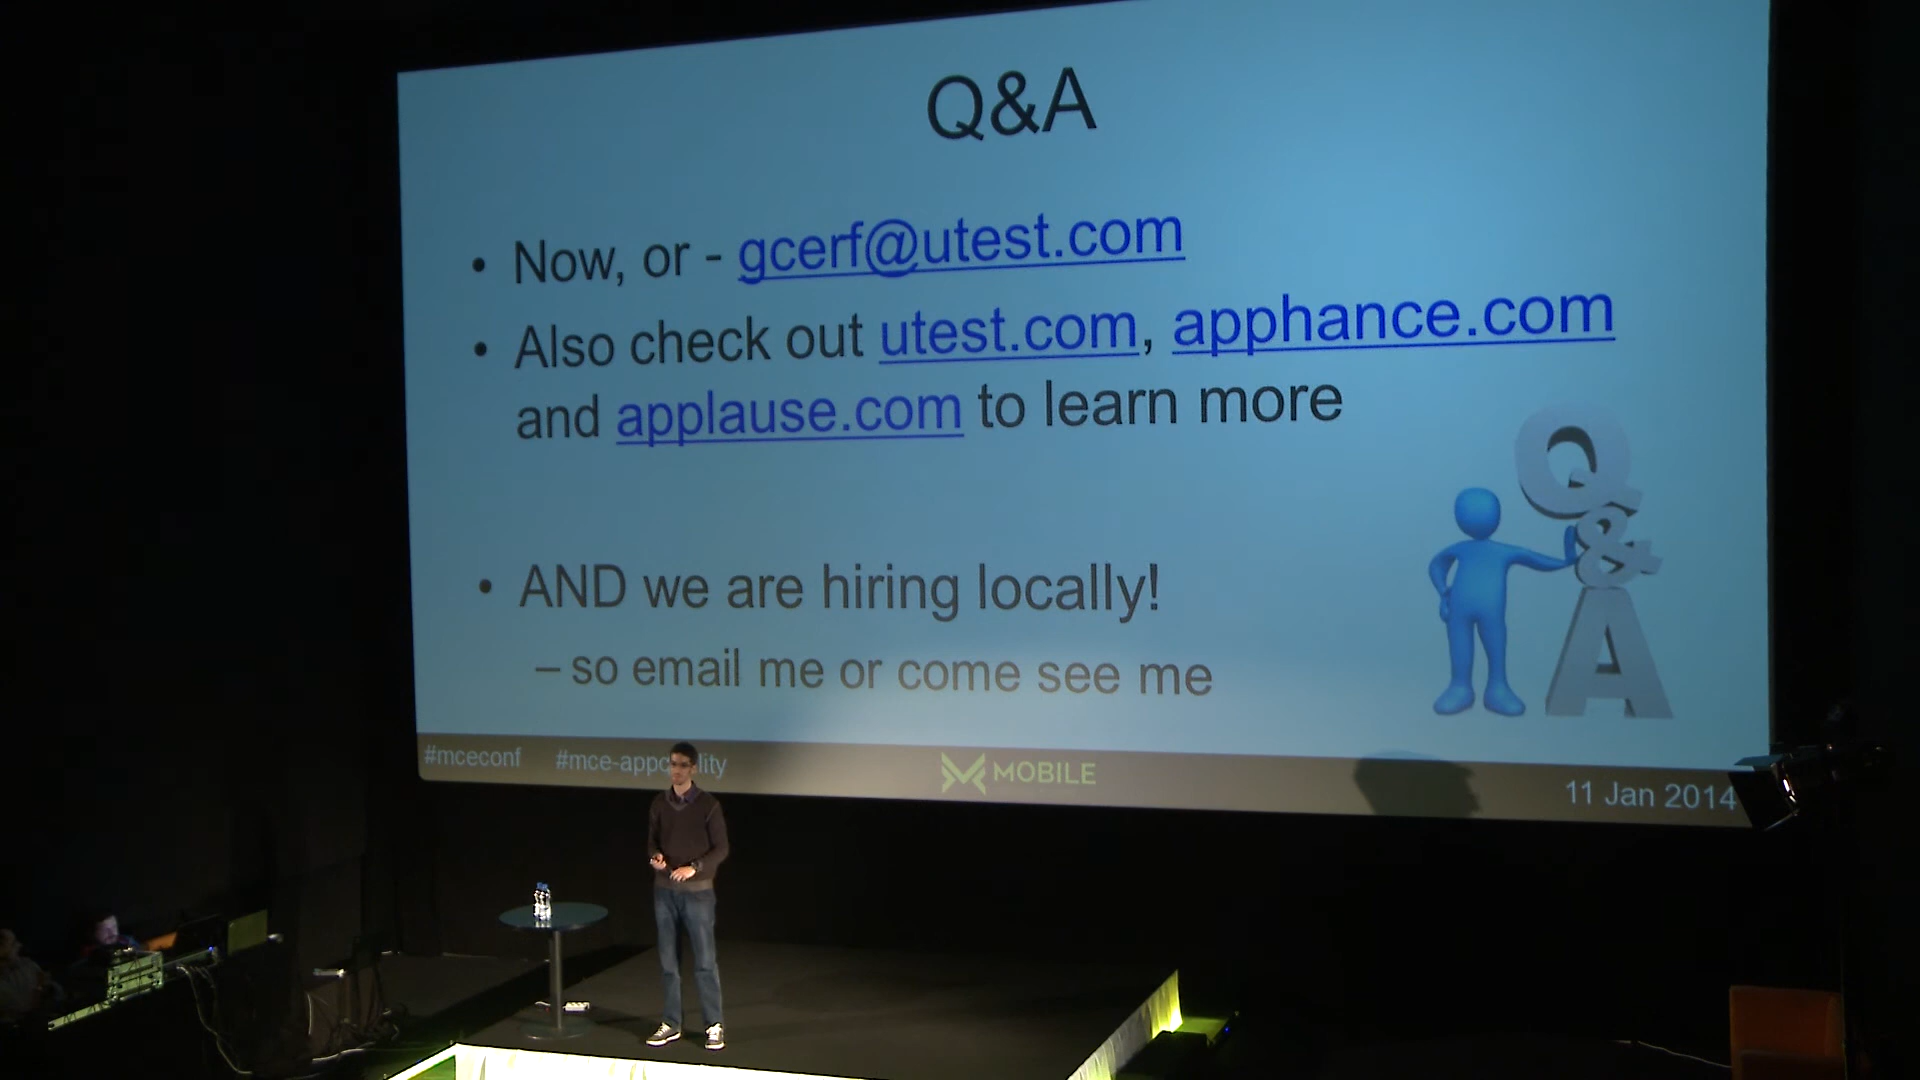 Q&A
• Now, or - gcerf@utest.com
• Also check out utest.com, apphance.com
and applause.com to learn more
Q
&
A
• AND we are hiring locally!
– so email me or come see me
#mceconf
MOBILE
11 Jan 2014